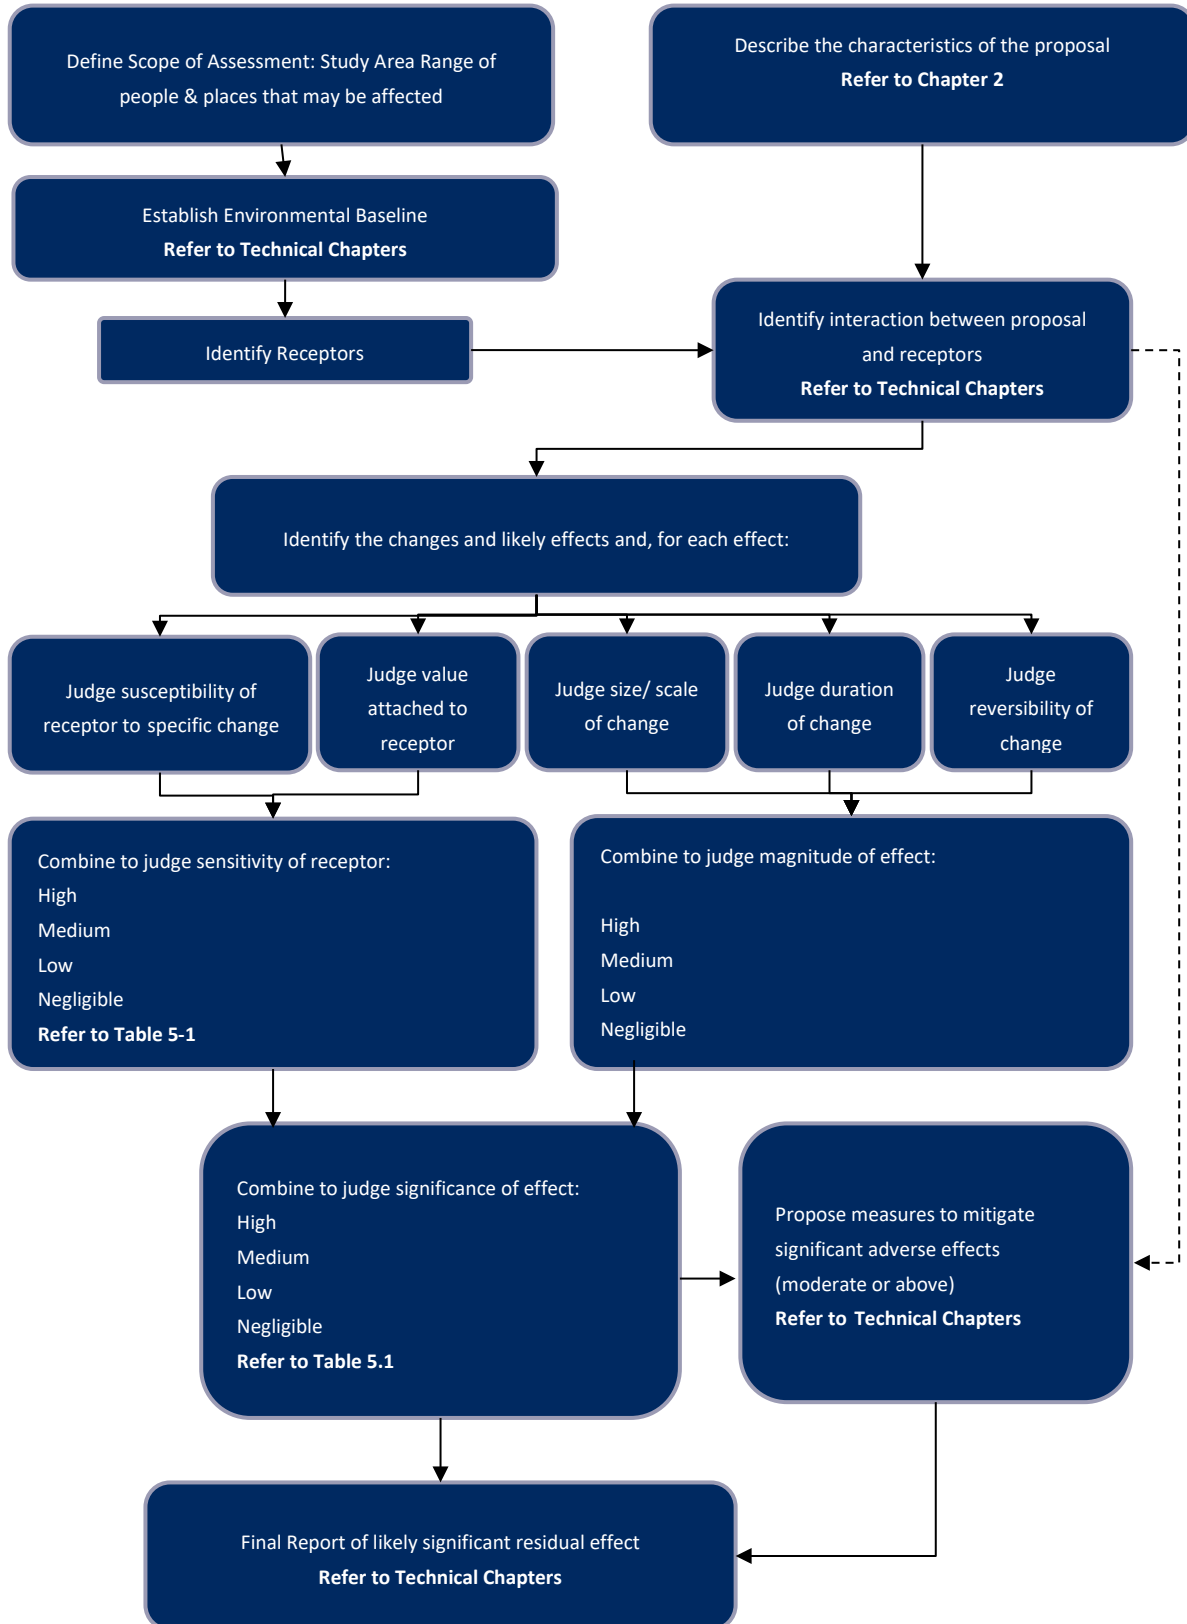 Define Scope of Assessment: Study Area Range of
people & places that may be affected
Describe the characteristics of the proposal
Refer to Chapter 2
Establish Environmental Baseline
Refer to Technical Chapters
Identify Receptors
Identify interaction between proposal
and receptors
Refer to Technical Chapters
Identify the changes and likely effects and, for each effect:
Judge susceptibility of
receptor to specific change
Judge value
attached to
receptor
Judge size/ scale
of change
Judge duration
of change
Judge
reversibility of
change
Combine to judge sensitivity of receptor:
High
Medium
Low
Negligible
Refer to Table 5-1
Combine to judge magnitude of effect:
High
Medium
Low
Negligible
Combine to judge significance of effect:
High
Medium
Low
Negligible
Refer to Table 5.1
Propose measures to mitigate
significant adverse effects
(moderate or above)
Refer to Technical Chapters
Final Report of likely significant residual effect
Refer to Technical Chapters